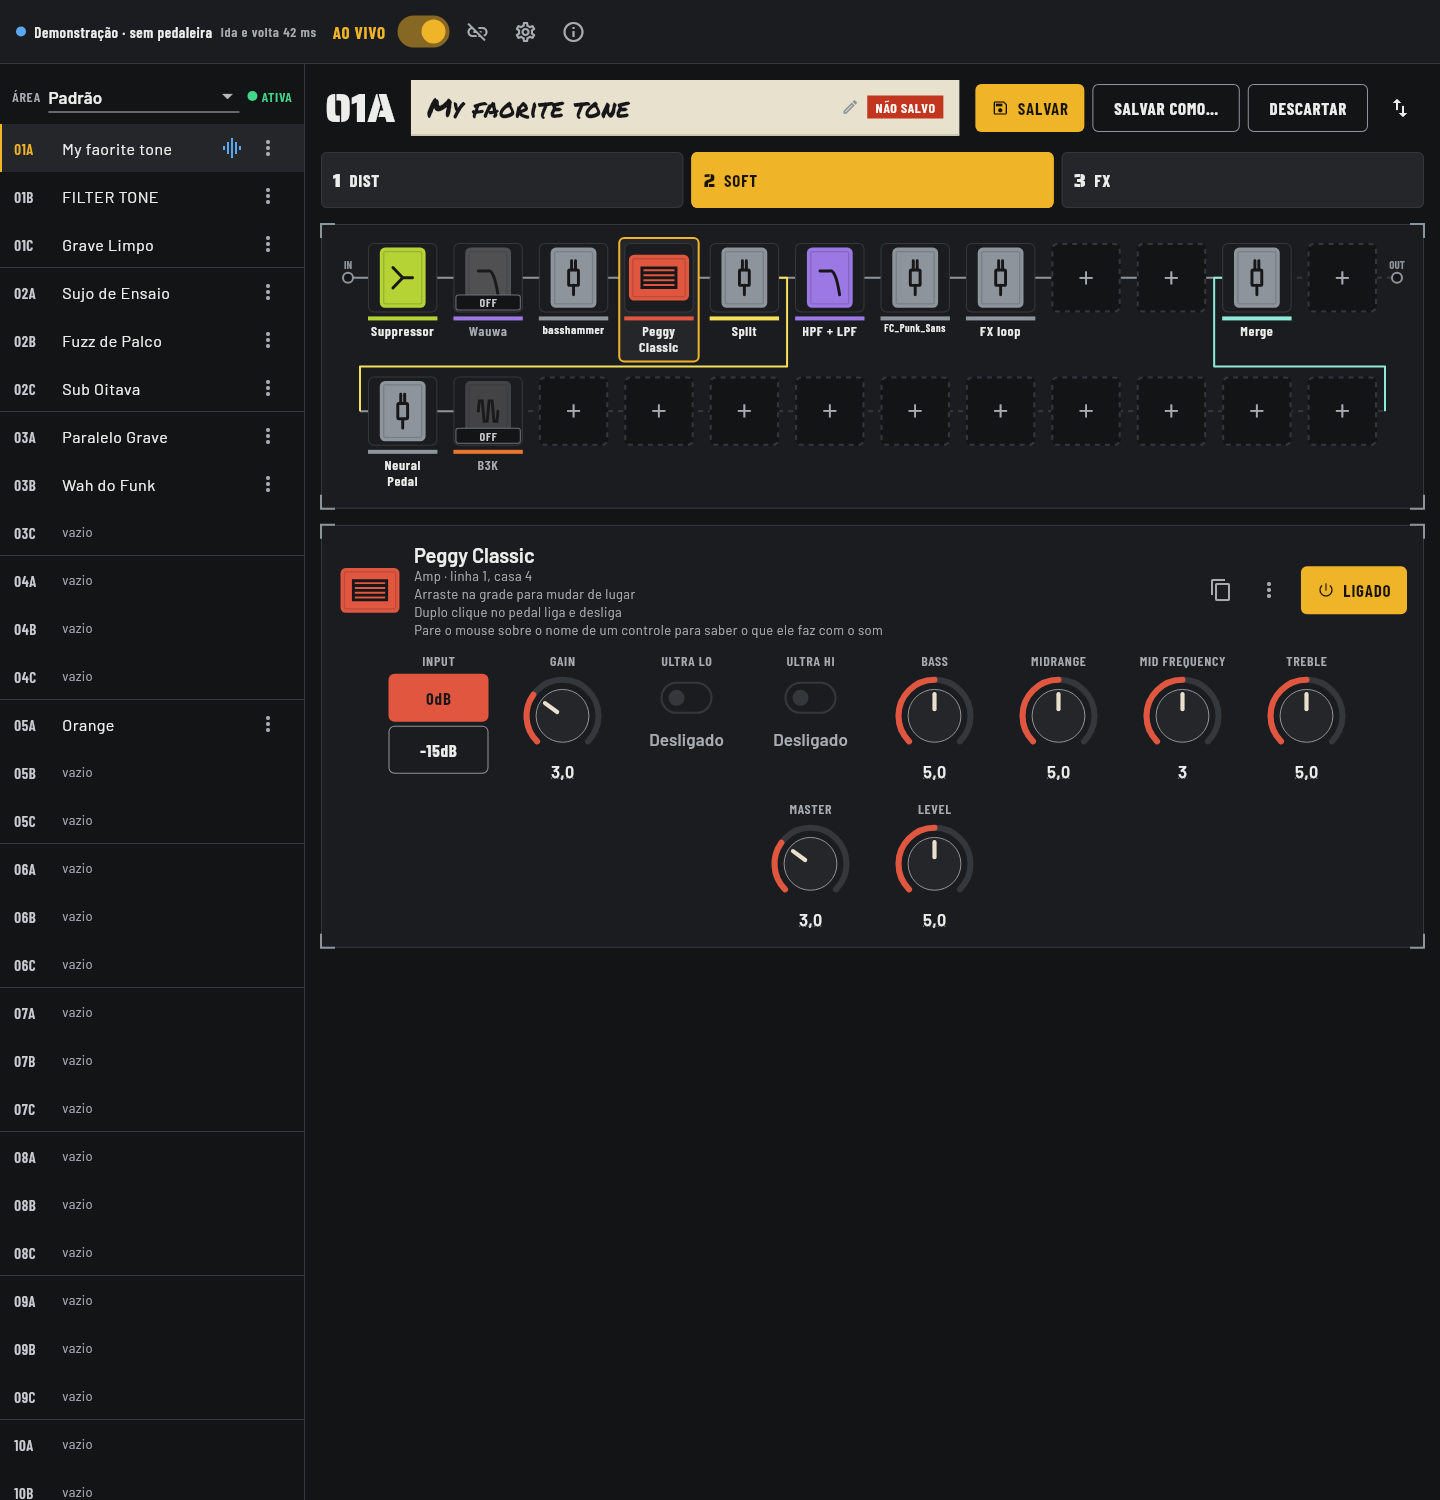 Demonstração · sem pedaleira Ida e volta 42 ms AO VIVO
ÁREA Padrão ATIVA
01A My faorite tone
01B FILTER TONE
01C Grave Limpo
02A Sujo de Ensaio
02B Fuzz de Palco
02C Sub Oitava
03A Paralelo Grave
03B Wah do Funk
03C vazio
04A vazio
04B vazio
04C vazio
05A Orange
05B vazio
05C vazio
06A vazio
06B vazio
06C vazio
07A vazio
07B vazio
07C vazio
08A vazio
08B vazio
08C vazio
09A vazio
09B vazio
09C vazio
10A vazio
10B vazio
01A My faorite tone NÃO SALVO SALVAR SALVAR COMO... DESCARTAR
1 DIST 2 SOFT 3 FX
IN OUT
OFF
Suppressor Wauwa basshammer Peggy Classic Split HPF + LPF FC_Punk_Sans FX loop Merge
OFF
Neural Pedal B3K
Peggy Classic
Amp · linha 1, casa 4
Arraste na grade para mudar de lugar
Duplo clique no pedal liga e desliga
Pare o mouse sobre o nome de um controle para saber o que ele faz com o som
LIGADO
INPUT GAIN ULTRA LO ULTRA HI BASS MIDRANGE MID FREQUENCY TREBLE
0dB
-15dB
Desligado Desligado
3,0 5,0 5,0 3 5,0
MASTER LEVEL
3,0 5,0